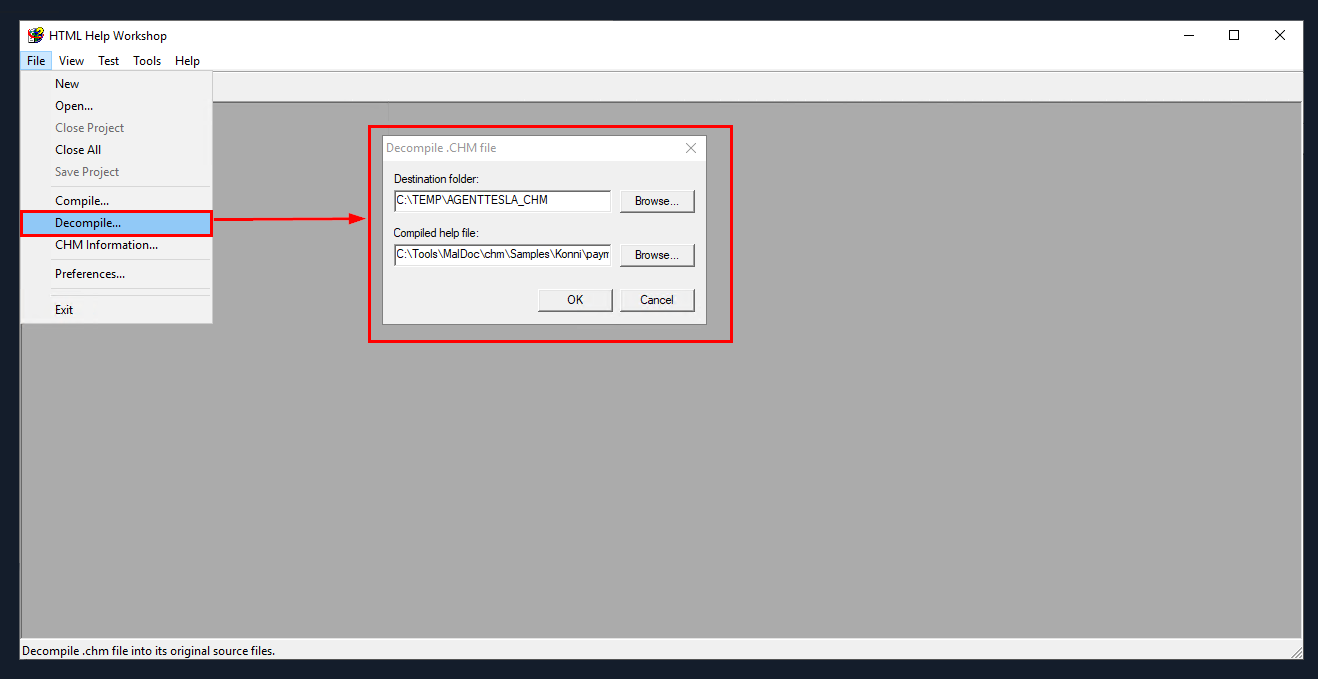 HTML Help Workshop
File View Test Tools Help
New
Open...
Close Project
Close All
Save Project
Compile...
Decompile...
CHM Information...
Preferences...
Exit
Decompile .CHM file
Destination folder:
C:\TEMP\AGENTTESLA_CHM Browse...
Compiled help file:
C:\Tools\MalDoc\chm\Samples\Konni\paym Browse...
OK Cancel
Decompile .chm file into its original source files.